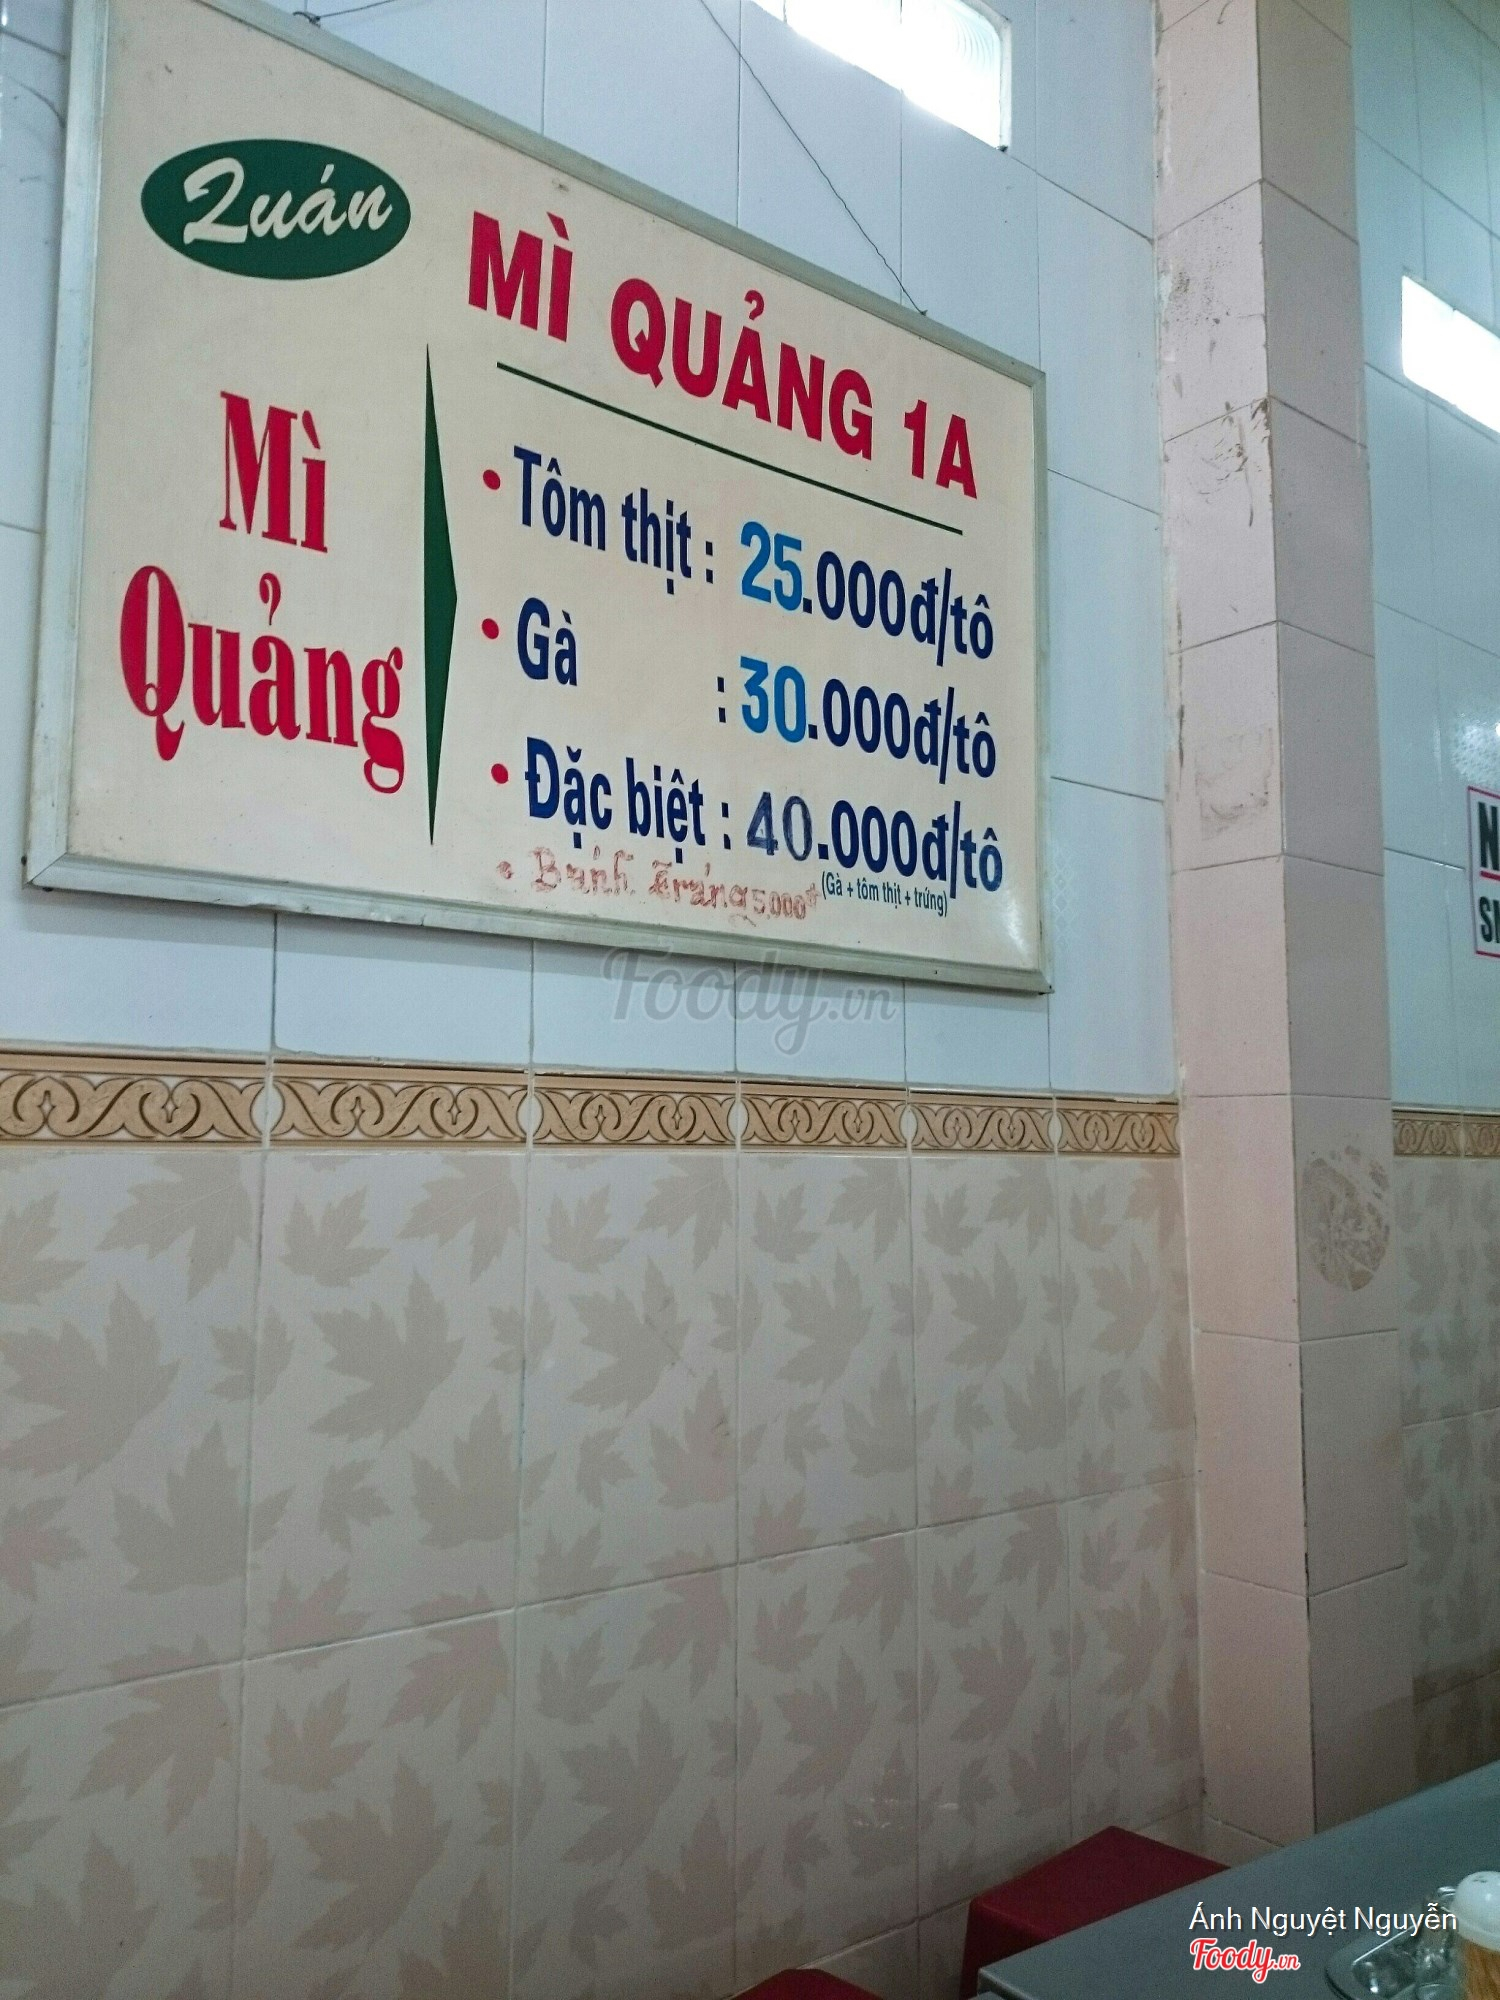 Quán
MÌ QUẢNG 1A
Mì
Quảng
• Tôm thịt : 25.000đ/tô
• Gà : 30.000đ/tô
• Đặc biệt : 40.000đ/tô
(Gà + tôm thịt + trứng)
• Bánh Tráng 5.000đ
Foody.vn
N
SI
Ánh Nguyệt Nguyễn
Foody.vn